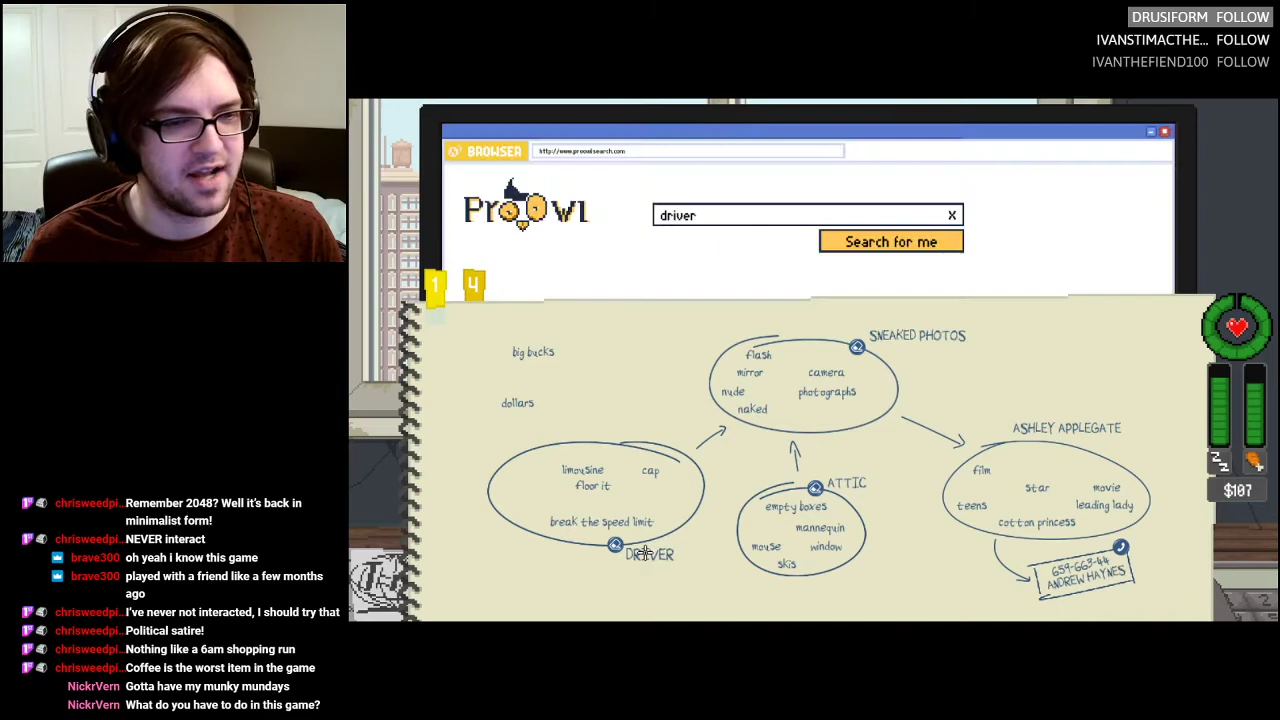 DRUSIFORM FOLLOW
IVANSTIMACTHE... FOLLOW
IVANTHEFIEND100 FOLLOW
BROWSER
http://www.proowlsearch.com
PrOOwl
driver X
Search for me
1 4
SNEAKED PHOTOS
big bucks
flash
mirror camera
nude photographs
naked
dollars
ASHLEY APPLEGATE
limousine cap
floor it
break the speed limit
DRIVER
ATTIC
empty boxes
mannequin
mouse window
skis
film
star movie
teens leading lady
cotton princess
659-663-44
ANDREW HAYNES
$107
chrisweedpi... Remember 2048? Well it's back in
minimalist form!
chrisweedpi... NEVER interact
brave300 oh yeah i know this game
brave300 played with a friend like a few months
ago
chrisweedpi... I've never not interacted, I should try that
chrisweedpi... Political satire!
chrisweedpi... Nothing like a 6am shopping run
chrisweedpi... Coffee is the worst item in the game
NickrVern Gotta have my munky mundays
NickrVern What do you have to do in this game?